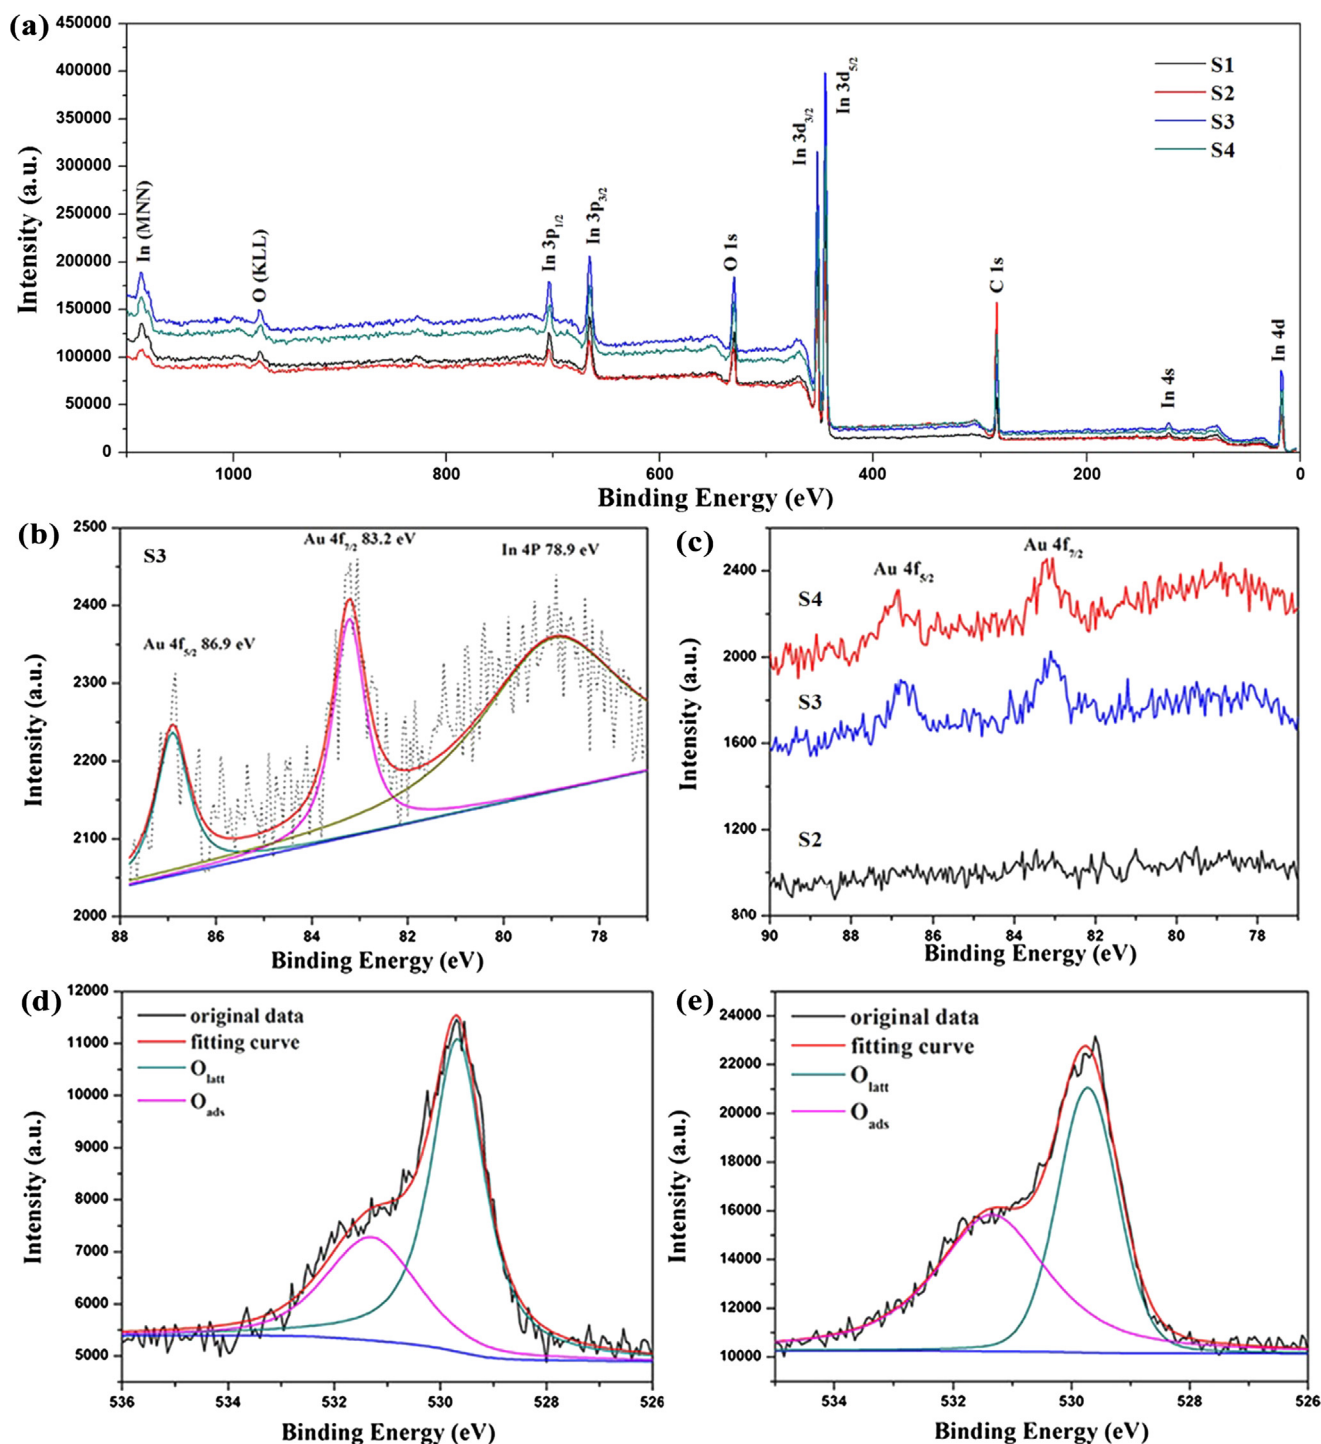 (a)
450000
400000
350000
300000
250000
200000
150000
100000
50000
0
Intensity (a.u.)
In (MNN)
O (KLL)
In 3p1/2
In 3p3/2
O 1s
In 3d3/2
In 3d5/2
C 1s
In 4s
In 4d
S1
S2
S3
S4
1000 800 600 400 200 0
Binding Energy (eV)
(b)
2500
2400
2300
2200
2100
2000
Intensity (a.u.)
S3
Au 4f7/2 83.2 eV
In 4P 78.9 eV
Au 4f5/2 86.9 eV
88 86 84 82 80 78
Binding Energy (eV)
(c)
2400
2000
1600
1200
800
Intensity (a.u.)
Au 4f7/2
Au 4f5/2
S4
S3
S2
90 88 86 84 82 80 78
Binding Energy (eV)
(d)
12000
11000
10000
9000
8000
7000
6000
5000
Intensity (a.u.)
original data
fitting curve
Olatt
Oads
536 534 532 530 528 526
Binding Energy (eV)
(e)
24000
22000
20000
18000
16000
14000
12000
10000
Intensity (a.u.)
original data
fitting curve
Olatt
Oads
534 532 530 528 526
Binding Energy (eV)